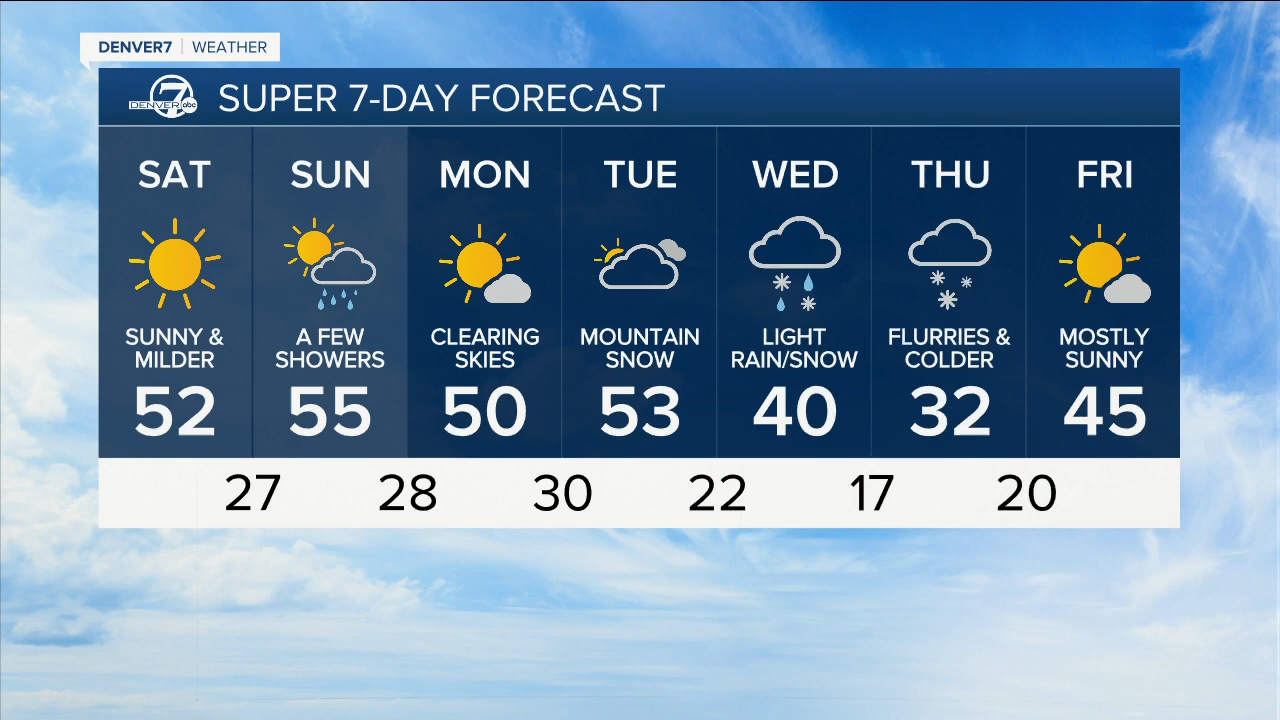 DENVER7 | WEATHER
7
DENVER abc
SUPER 7-DAY FORECAST
SAT SUN MON TUE WED THU FRI
SUNNY & A FEW CLEARING MOUNTAIN LIGHT FLURRIES & MOSTLY
MILDER SHOWERS SKIES SNOW RAIN/SNOW COLDER SUNNY
52 55 50 53 40 32 45
27 28 30 22 17 20